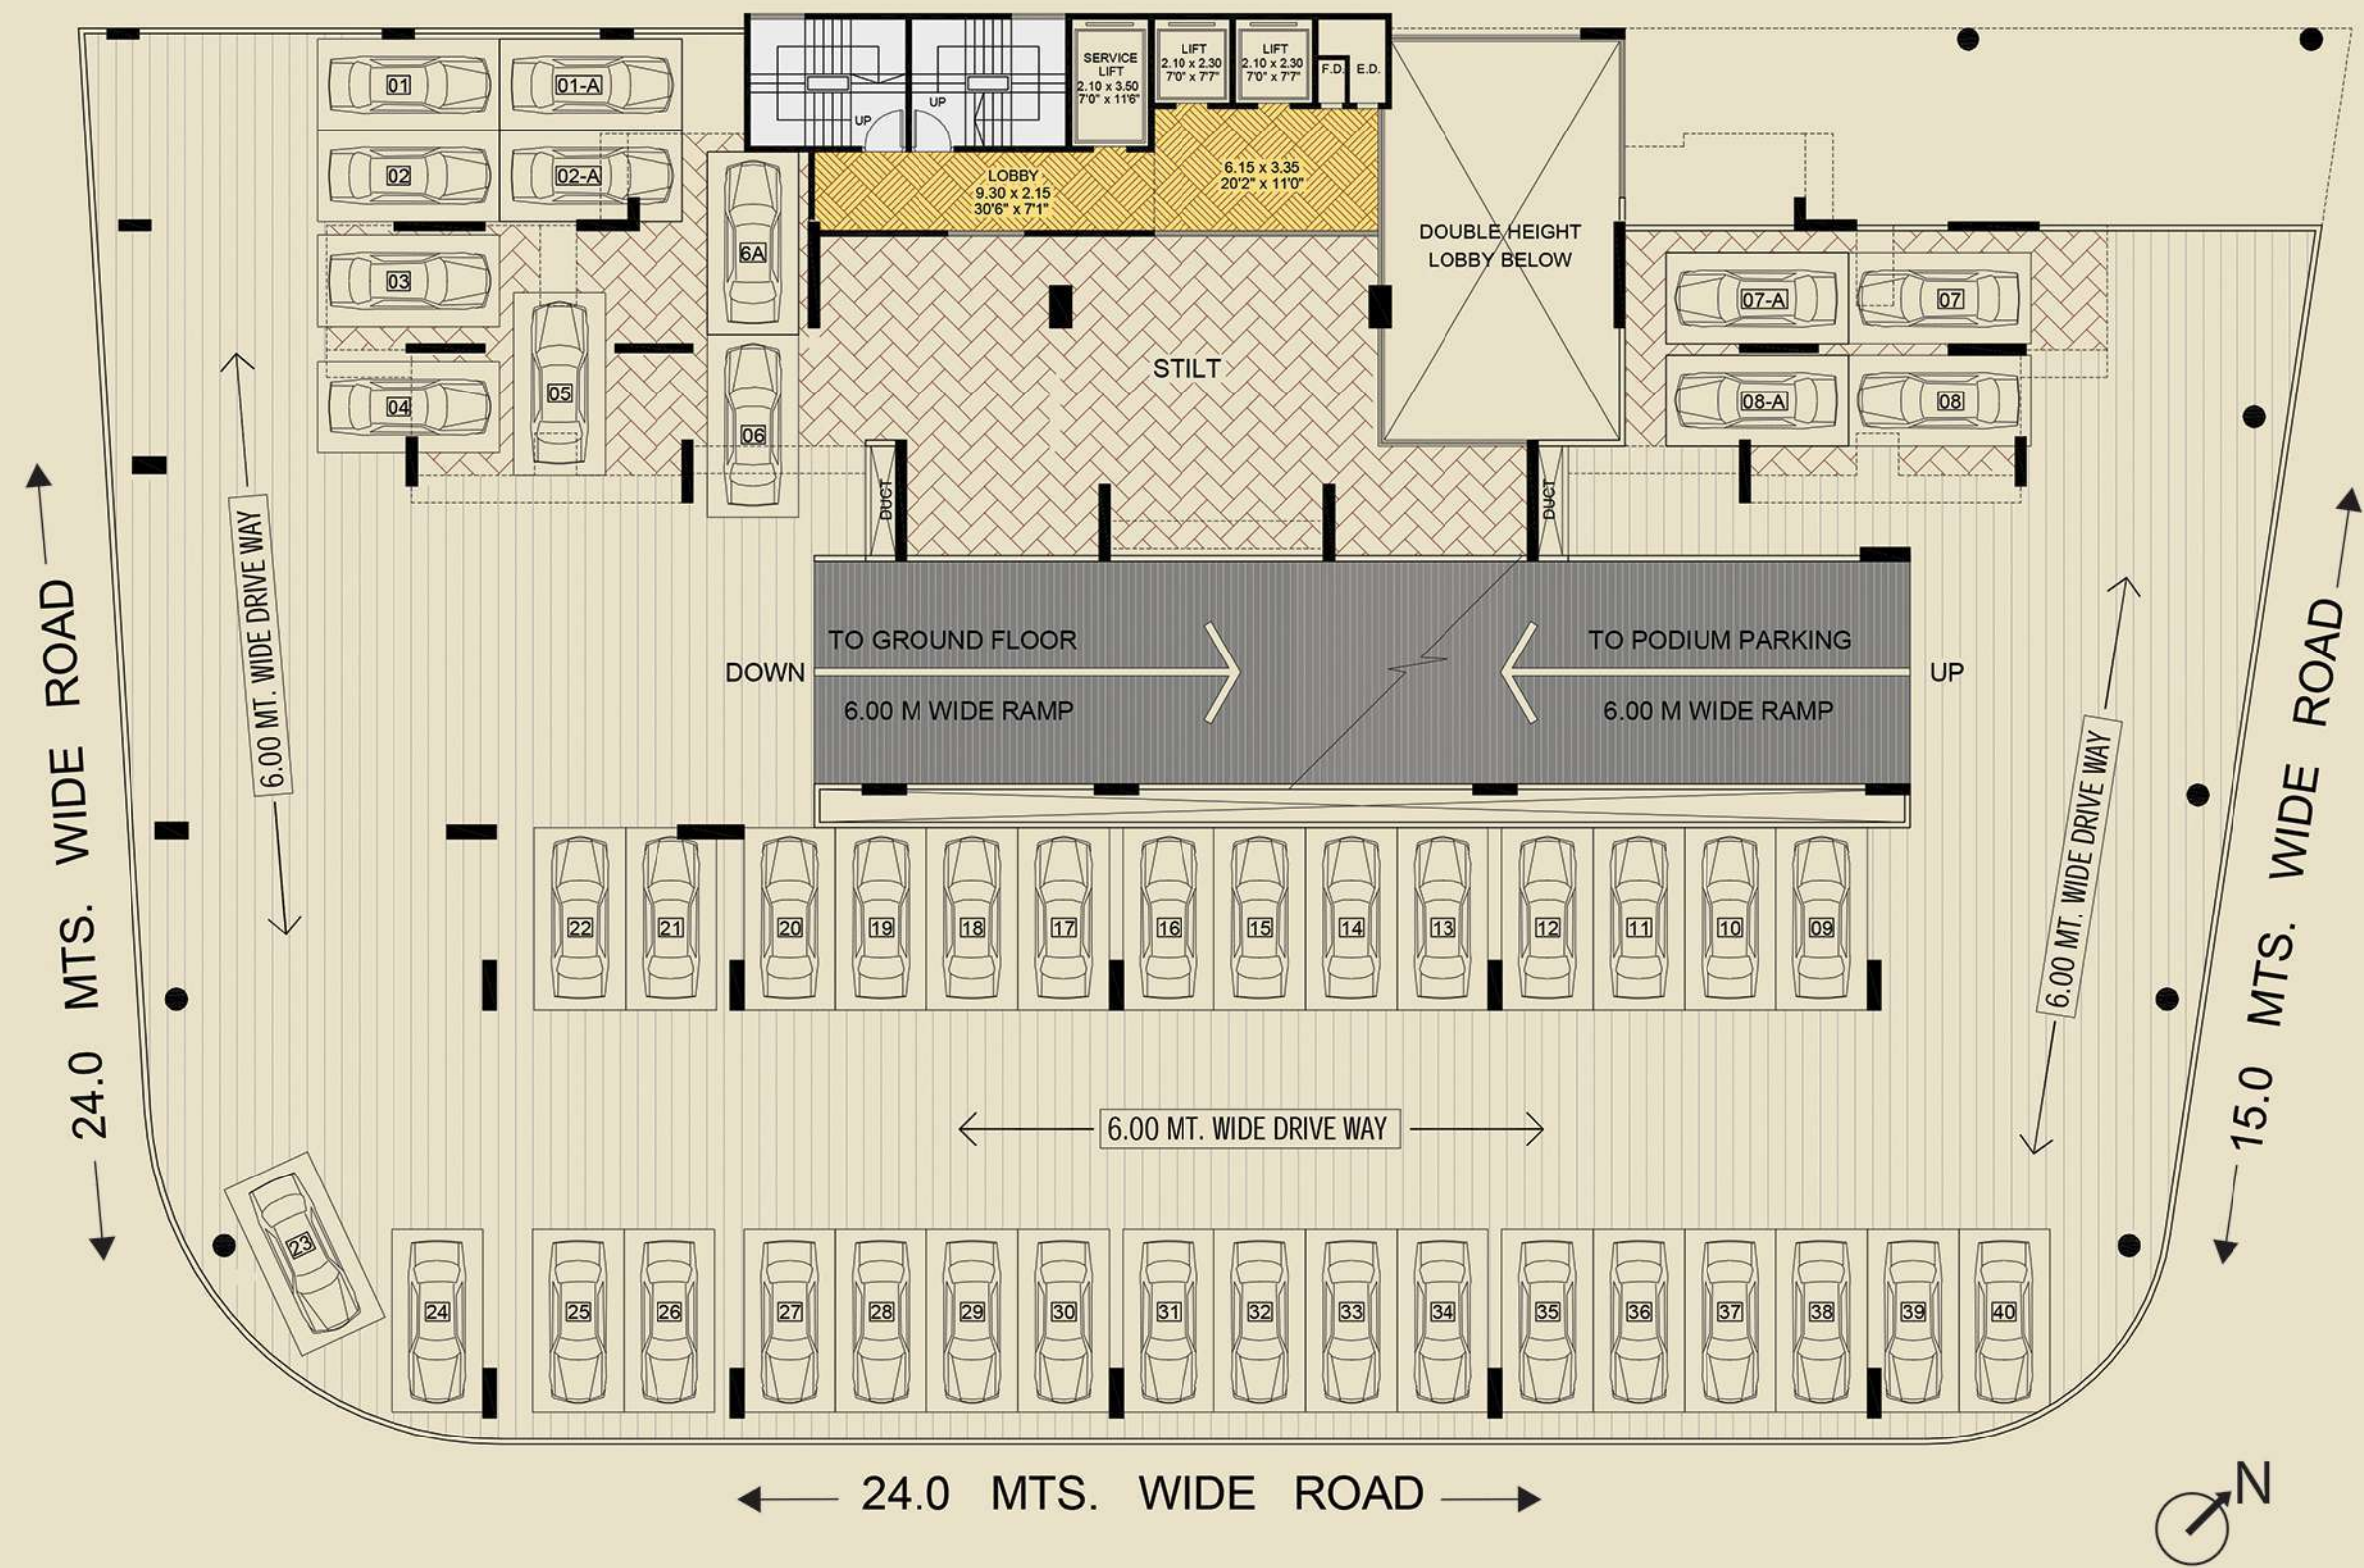 01
01-A
02
02-A
03
04
05
6A
06
UP
UP
SERVICE
LIFT
2.10 x 3.50
7'0" x 11'6"
LIFT
2.10 x 2.30
7'0" x 7'7"
LIFT
2.10 x 2.30
7'0" x 7'7"
F.D.
E.D.
LOBBY
9.30 x 2.15
30'6" x 7'1"
6.15 x 3.35
20'2" x 11'0"
DOUBLE HEIGHT
LOBBY BELOW
07-A
07
08-A
08
STILT
DUCT
DUCT
24.0 MTS. WIDE ROAD
6.00 MT. WIDE DRIVE WAY
DOWN
TO GROUND FLOOR
6.00 M WIDE RAMP
TO PODIUM PARKING
6.00 M WIDE RAMP
UP
6.00 MT. WIDE DRIVE WAY
15.0 MTS. WIDE ROAD
22
21
20
19
18
17
16
15
14
13
12
11
10
09
6.00 MT. WIDE DRIVE WAY
23
24
25
26
27
28
29
30
31
32
33
34
35
36
37
38
39
40
24.0 MTS. WIDE ROAD
N